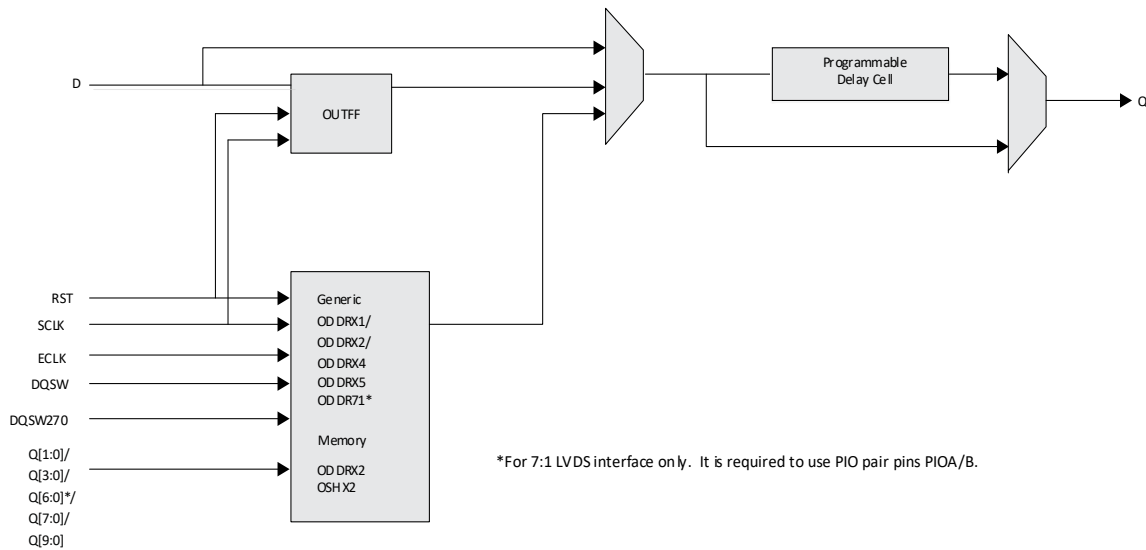 D
OUTFF
Programmable
Delay Cell
Q
RST
SCLK
ECLK
DQSW
DQSW270
Q[1:0]/
Q[3:0]/
Q[6:0]*/
Q[7:0]/
Q[9:0]
Generic
ODDRX1/
ODDRX2/
ODDRX4
ODDRX5
ODDR71*
Memory
ODDRX2
OSHX2
*For 7:1 LVDS interface only. It is required to use PIO pair pins PIOA/B.